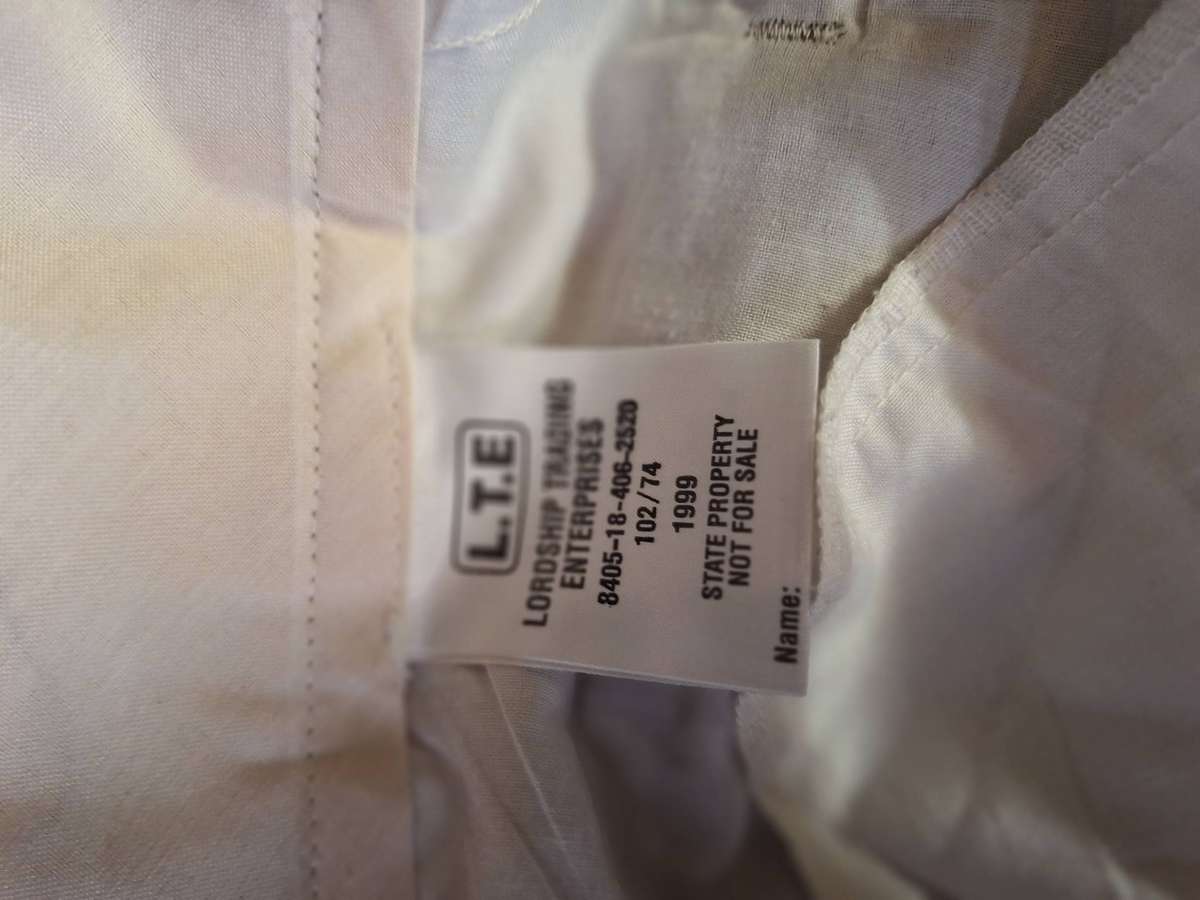 L.T.E
LORDSHIP TRADING
ENTERPRISES
8405-18-406-2520
102/74
1999
STATE PROPERTY
NOT FOR SALE
Name: